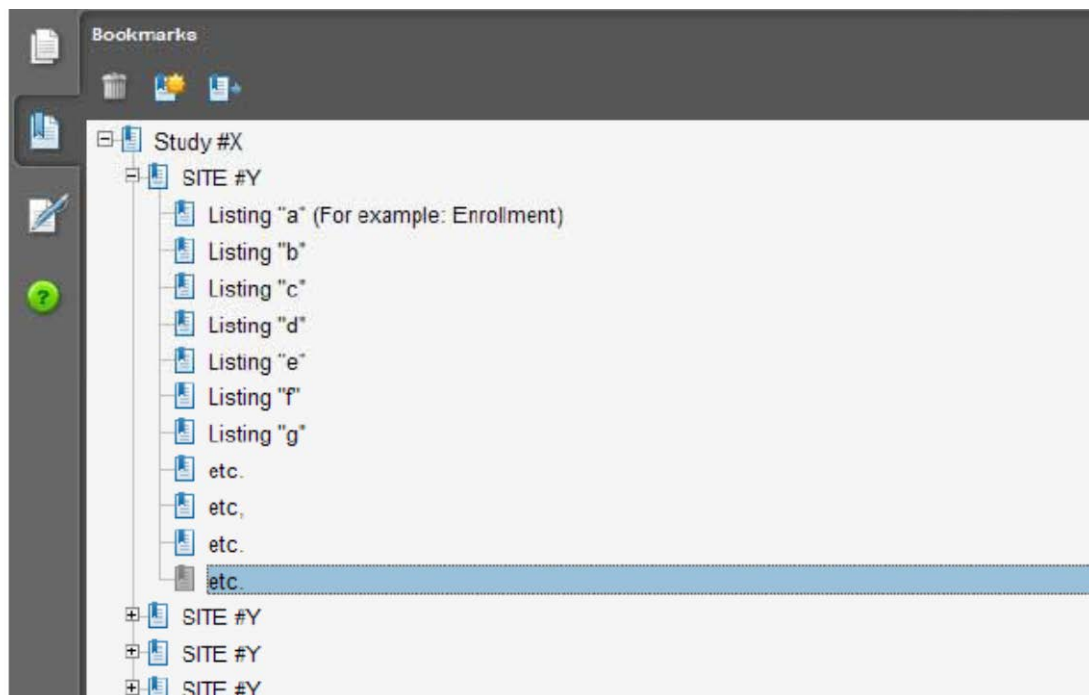 Bookmarks
Study #X
SITE #Y
Listing "a" (For example: Enrollment)
Listing "b"
Listing "c"
Listing "d"
Listing "e"
Listing "f"
Listing "g"
etc.
etc,
etc.
etc.
SITE #Y
SITE #Y
SITE #Y